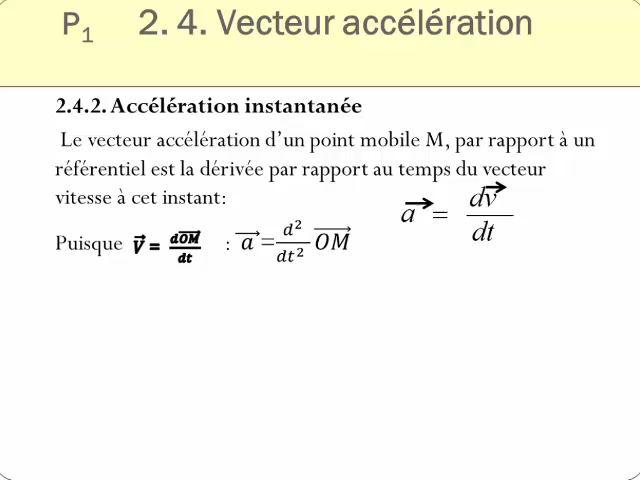 P₁ 2. 4. Vecteur accélération
2.4.2. Accélération instantanée
Le vecteur accélération d'un point mobile M, par rapport à un
référentiel est la dérivée par rapport au temps du vecteur
vitesse à cet instant:
a⃗ = dv⃗ / dt
Puisque V⃗ = dOM⃗ / dt : a⃗ = d²/dt² OM⃗